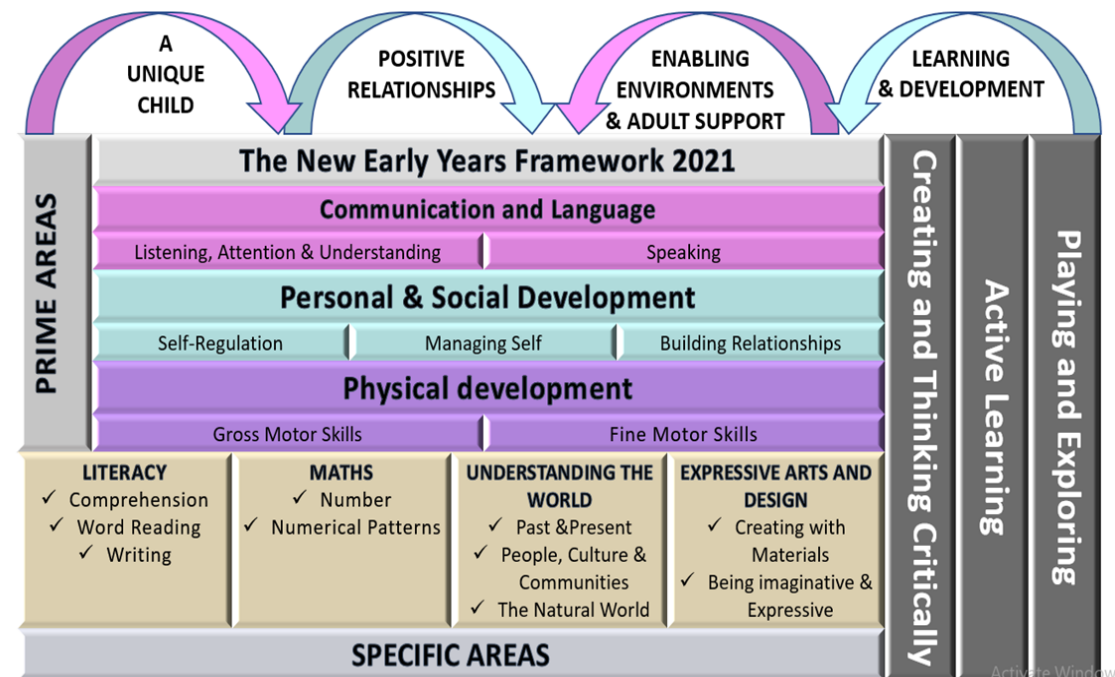 A
UNIQUE
CHILD
POSITIVE
RELATIONSHIPS
ENABLING
ENVIRONMENTS
& ADULT SUPPORT
LEARNING
& DEVELOPMENT
PRIME AREAS
The New Early Years Framework 2021
Communication and Language
Listening, Attention & Understanding
Speaking
Personal & Social Development
Self-Regulation
Managing Self
Building Relationships
Physical development
Gross Motor Skills
Fine Motor Skills
LITERACY
✓ Comprehension
✓ Word Reading
✓ Writing
MATHS
✓ Number
✓ Numerical Patterns
UNDERSTANDING THE
WORLD
✓ Past &Present
✓ People, Culture &
Communities
✓ The Natural World
EXPRESSIVE ARTS AND
DESIGN
✓ Creating with
Materials
✓ Being imaginative &
Expressive
SPECIFIC AREAS
Creating and Thinking Critically
Active Learning
Playing and Exploring
Activate Window